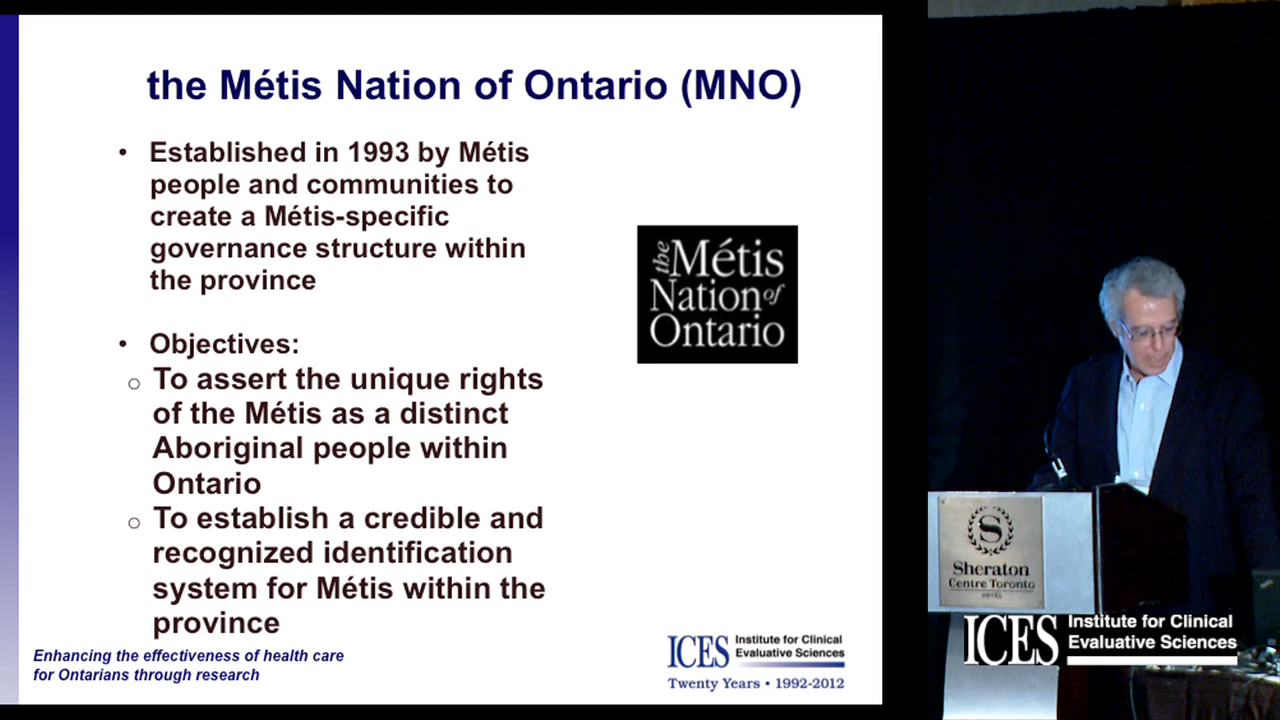 the Métis Nation of Ontario (MNO)
• Established in 1993 by Métis
people and communities to
create a Métis-specific
governance structure within
the province
• Objectives:
o To assert the unique rights
of the Métis as a distinct
Aboriginal people within
Ontario
o To establish a credible and
recognized identification
system for Métis within the
province
the Métis
Nation of
Ontario
Enhancing the effectiveness of health care
for Ontarians through research
ICES Institute for Clinical
Evaluative Sciences
Twenty Years • 1992-2012
S
Sheraton
Centre Toronto
HOTEL
ICES Institute for Clinical
Evaluative Sciences